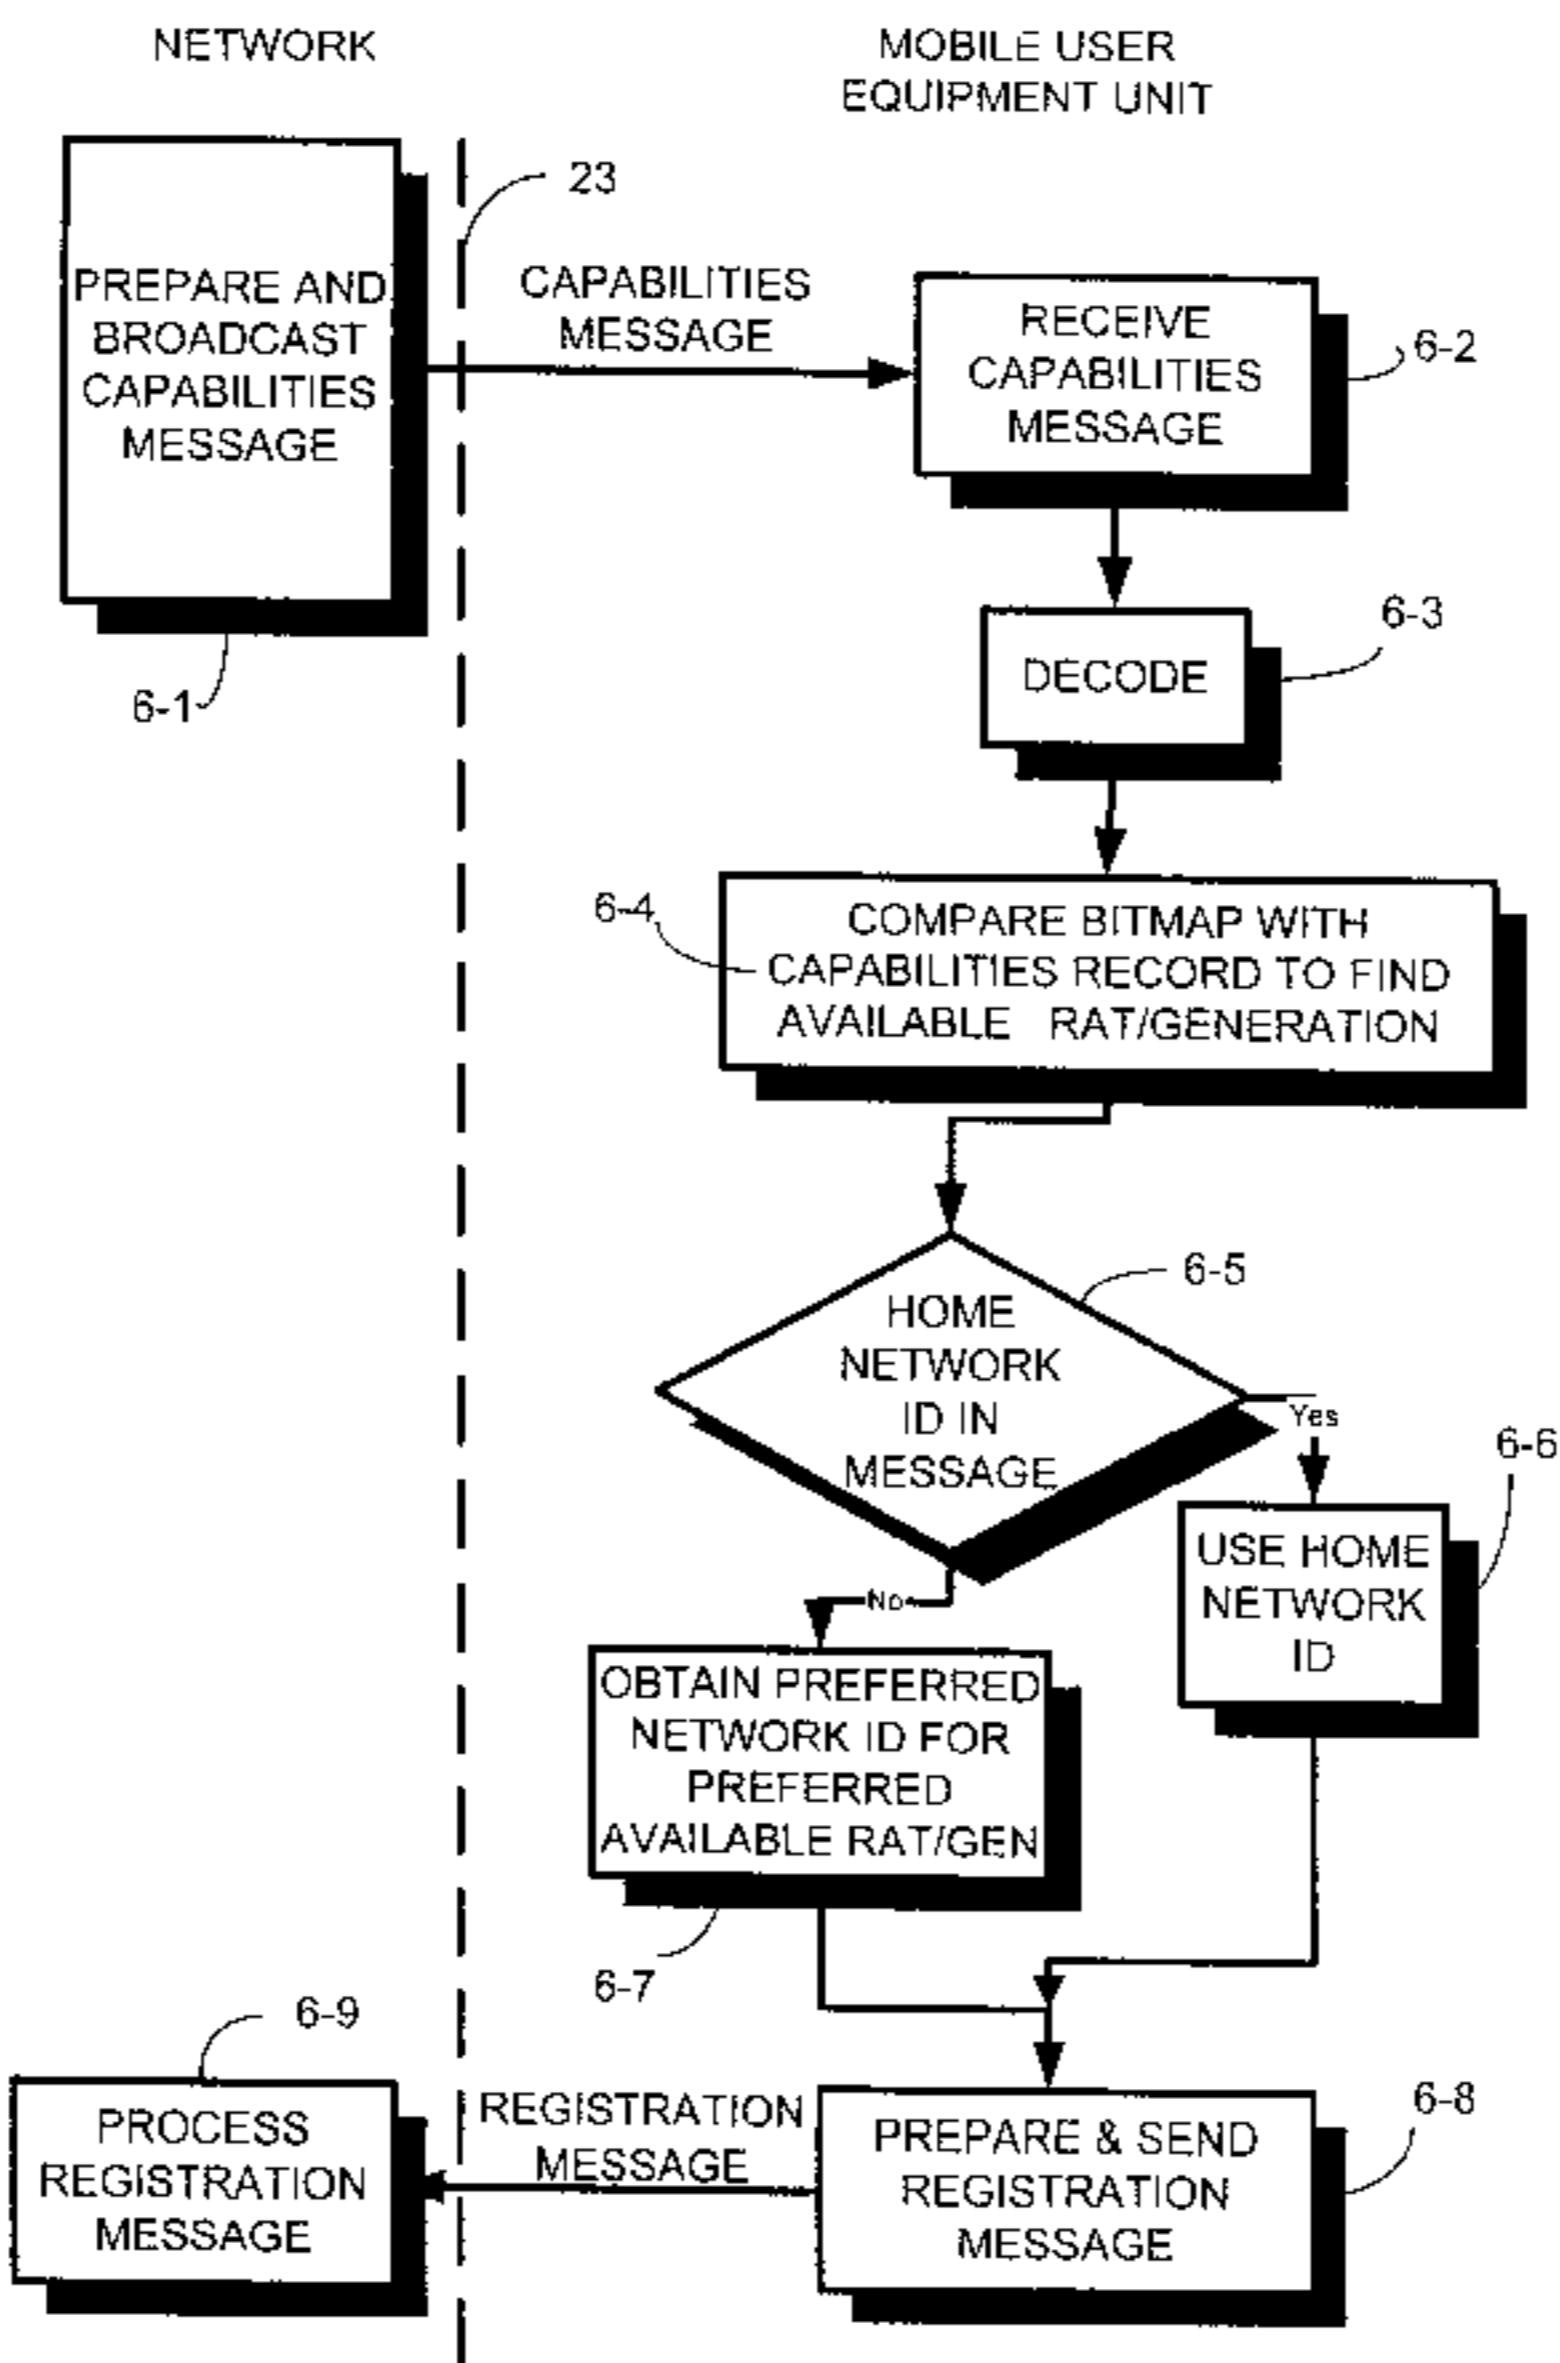 NETWORK
MOBILE USER
EQUIPMENT UNIT
23
PREPARE AND
BROADCAST
CAPABILITIES
MESSAGE
6-1
CAPABILITIES
MESSAGE
RECEIVE
CAPABILITIES
MESSAGE
6-2
DECODE
6-3
6-4
COMPARE BITMAP WITH
CAPABILITIES RECORD TO FIND
AVAILABLE RAT/GENERATION
HOME
NETWORK
ID IN
MESSAGE
6-5
Yes
6-6
USE HOME
NETWORK
ID
No
OBTAIN PREFERRED
NETWORK ID FOR
PREFERRED
AVAILABLE RAT/GEN
6-7
6-9
PROCESS
REGISTRATION
MESSAGE
REGISTRATION
MESSAGE
PREPARE & SEND
REGISTRATION
MESSAGE
6-8